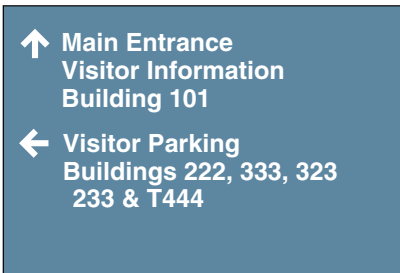 Main Entrance
Visitor Information
Building 101
Visitor Parking
Buildings 222, 333, 323
233 & T444